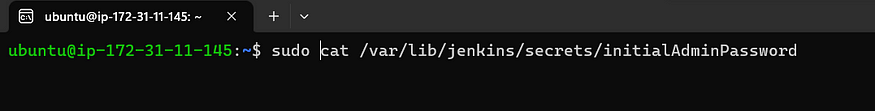 ubuntu@ip-172-31-11-145: ~
ubuntu@ip-172-31-11-145:~$ sudo cat /var/lib/jenkins/secrets/initialAdminPassword